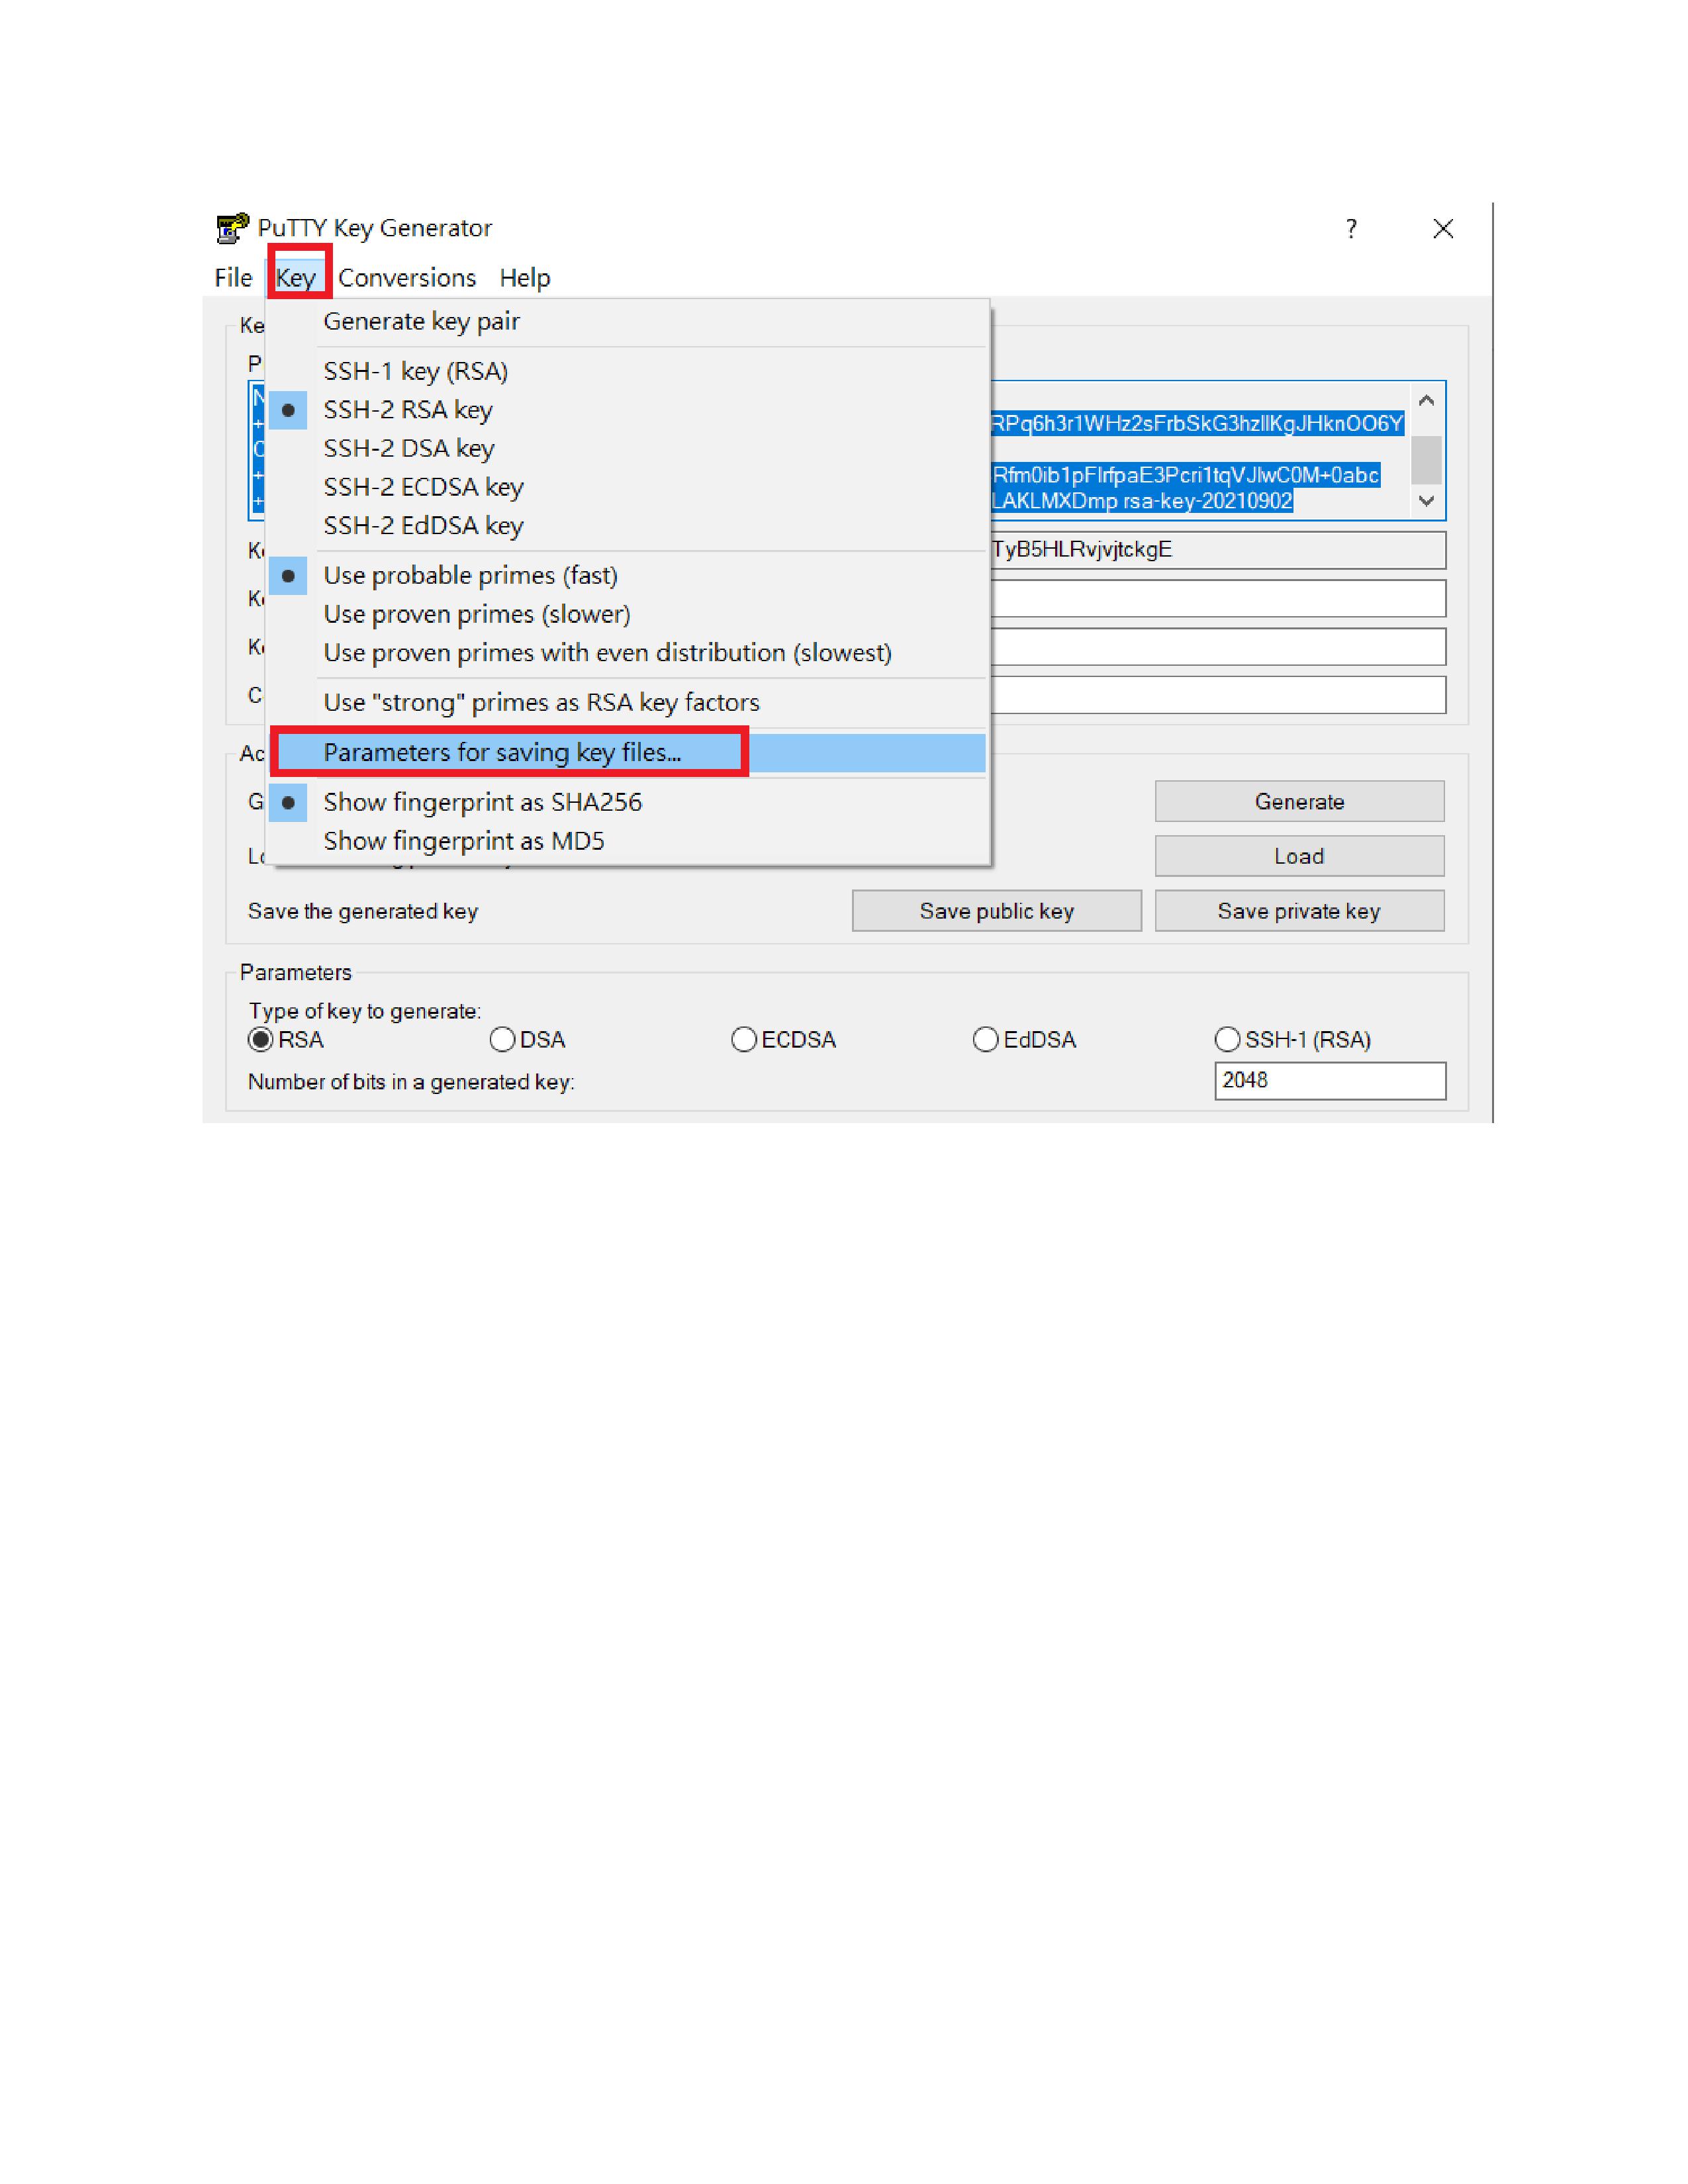 PuTTY Key Generator
File Key Conversions Help
Generate key pair
SSH-1 key (RSA)
SSH-2 RSA key
SSH-2 DSA key
SSH-2 ECDSA key
SSH-2 EdDSA key
Use probable primes (fast)
Use proven primes (slower)
Use proven primes with even distribution (slowest)
Use "strong" primes as RSA key factors
Parameters for saving key files...
Show fingerprint as SHA256
Show fingerprint as MD5
LAKLMXDmp rsa-key-20210902
TyB5HLRvjvjtckgE
Generate
Load
Save the generated key Save public key Save private key
Parameters
Type of key to generate:
RSA DSA ECDSA EdDSA SSH-1 (RSA)
Number of bits in a generated key: 2048